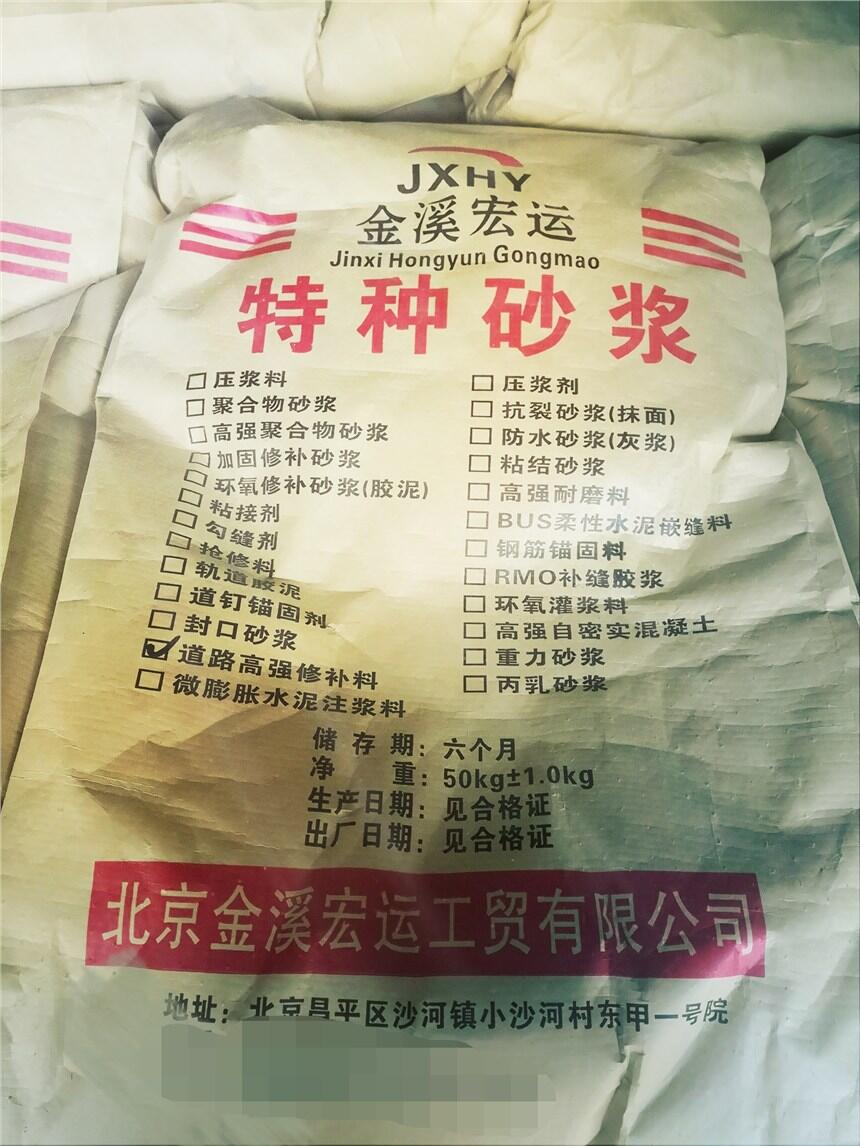 JXHY
金溪宏运
Jinxi Hongyun Gongmao
特种砂浆
□压浆料
□聚合物砂浆
□高强聚合物砂浆
□加固修补砂浆
□环氧修补砂浆(胶泥)
□粘接剂
□勾缝剂
□抢修料
□轨道胶泥
□道钉锚固剂
□封口砂浆
☑道路高强修补料
□微膨胀水泥注浆料
□压浆剂
□抗裂砂浆(抹面)
□防水砂浆(灰浆)
□粘结砂浆
□高强耐磨料
□BUS柔性水泥嵌缝料
□钢筋锚固料
□RMO补缝胶浆
□环氧灌浆料
□高强自密实混凝土
□重力砂浆
□丙乳砂浆
储存期：六个月
净重：50kg±1.0kg
生产日期：见合格证
出厂日期：见合格证
北京金溪宏运工贸有限公司
地址：北京昌平区沙河镇小沙河村东甲一号院